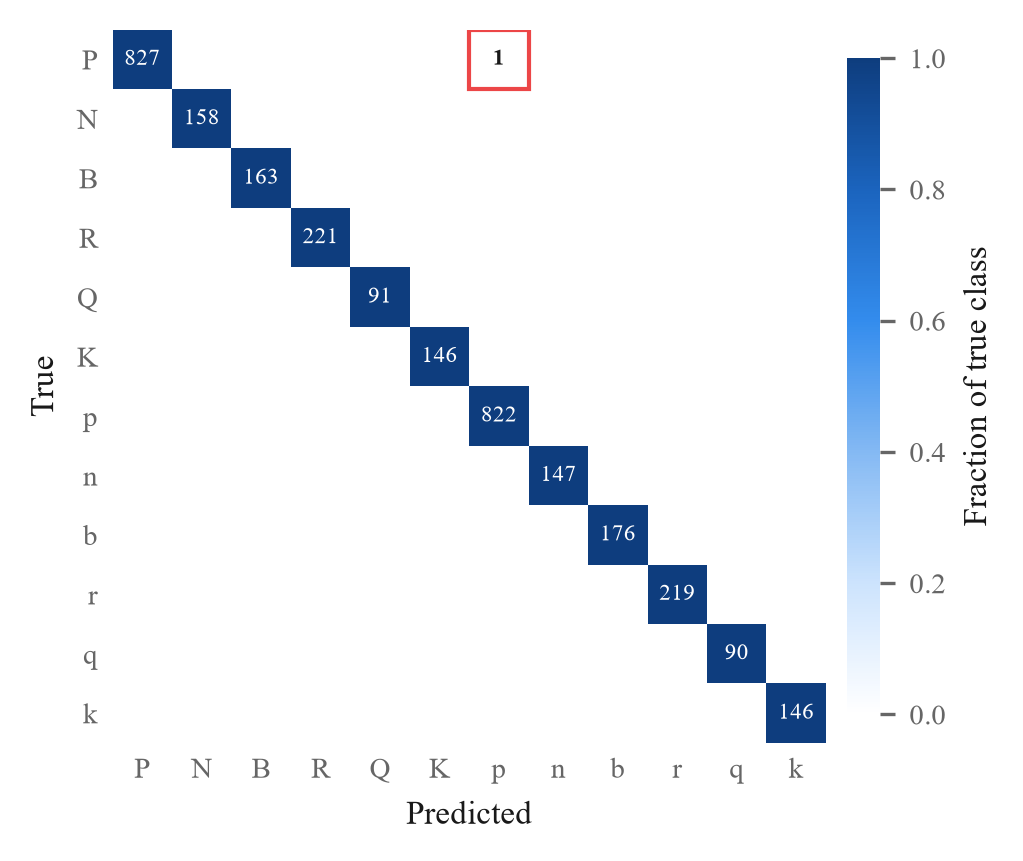 P 827 1 1.0
N 158
B 163 0.8
R 221
Q 91 0.6
K 146
p 822
n 147 0.4
b 176
r 219 0.2
q 90
k 146 0.0
P N B R Q K p n b r q k
Predicted
True
Fraction of true class